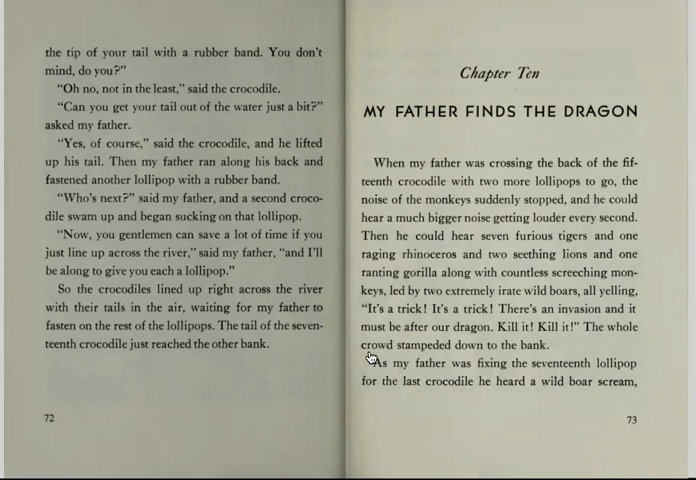 the tip of your tail with a rubber band. You don't
mind, do you?"
"Oh no, not in the least," said the crocodile.
"Can you get your tail out of the water just a bit?"
asked my father.
"Yes, of course," said the crocodile, and he lifted
up his tail. Then my father ran along his back and
fastened another lollipop with a rubber band.
"Who's next?" said my father, and a second croco-
dile swam up and began sucking on that lollipop.
"Now, you gentlemen can save a lot of time if you
just line up across the river," said my father, "and I'll
be along to give you each a lollipop."
So the crocodiles lined up right across the river
with their tails in the air, waiting for my father to
fasten on the rest of the lollipops. The tail of the seven-
teenth crocodile just reached the other bank.
72
Chapter Ten
MY FATHER FINDS THE DRAGON
When my father was crossing the back of the fif-
teenth crocodile with two more lollipops to go, the
noise of the monkeys suddenly stopped, and he could
hear a much bigger noise getting louder every second.
Then he could hear seven furious tigers and one
raging rhinoceros and two seething lions and one
ranting gorilla along with countless screeching mon-
keys, led by two extremely irate wild boars, all yelling,
"It's a trick! It's a trick! There's an invasion and it
must be after our dragon. Kill it! Kill it!" The whole
crowd stampeded down to the bank.
As my father was fixing the seventeenth lollipop
for the last crocodile he heard a wild boar scream,
73